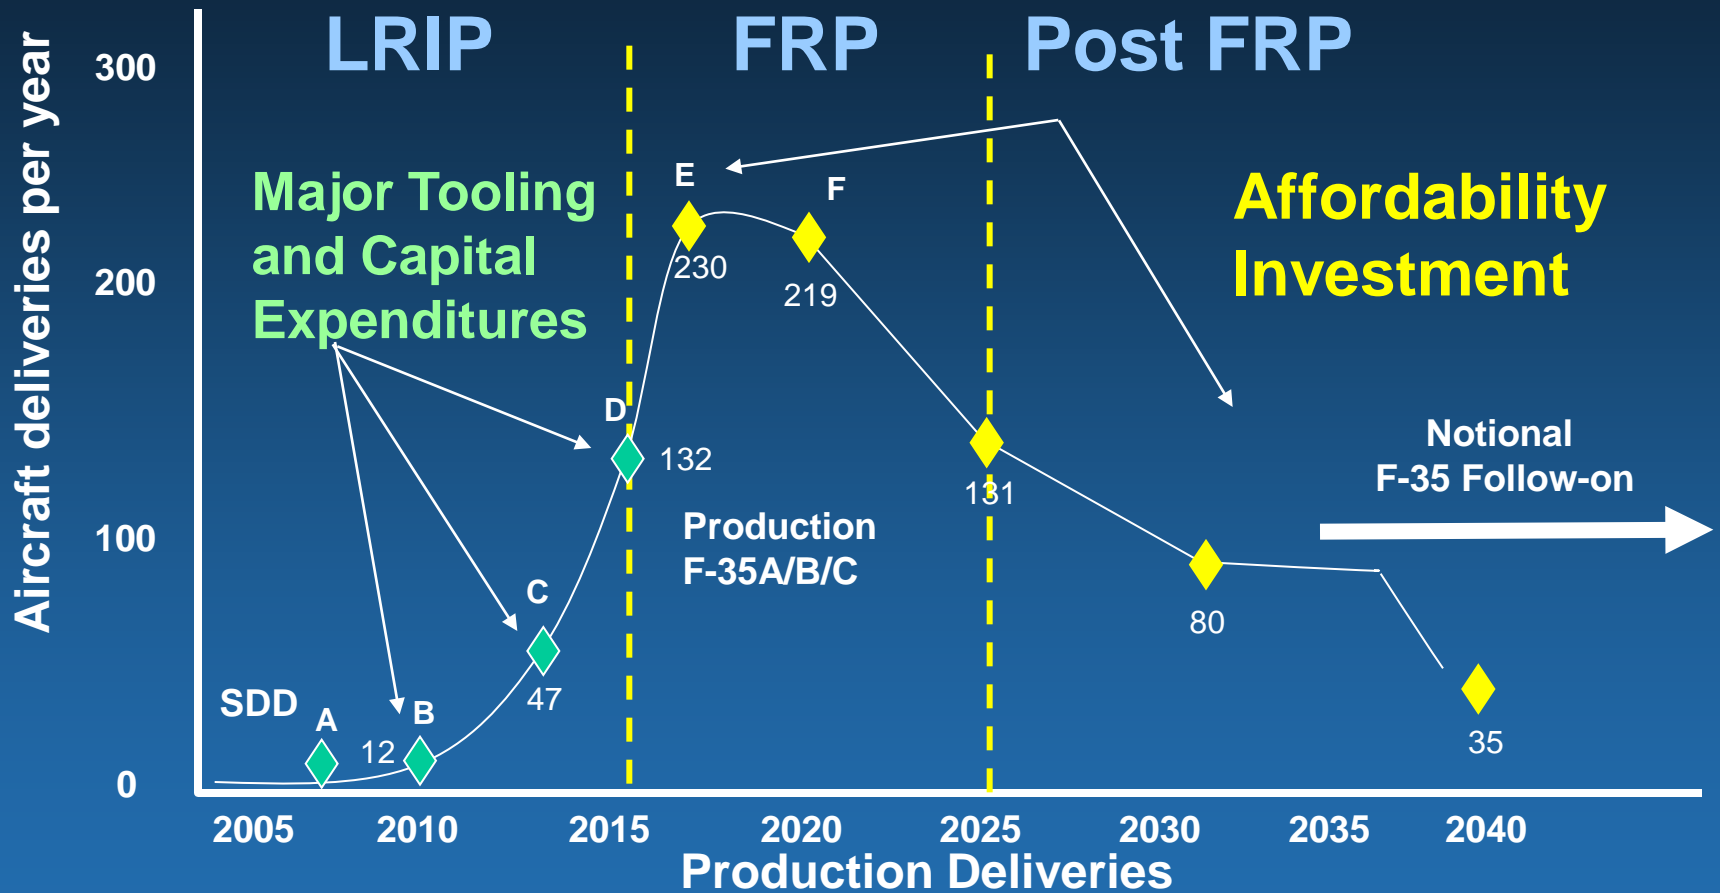 LRIP
FRP
Post FRP
Aircraft deliveries per year
300
200
100
0
Major Tooling
and Capital
Expenditures
E
F
230
219
Affordability
Investment
D
132
131
Notional
F-35 Follow-on
Production
F-35A/B/C
C
47
80
SDD
A
B
12
35
2005
2010
2015
2020
2025
2030
2035
2040
Production Deliveries